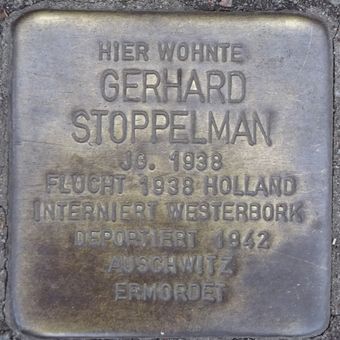 HIER WOHNTE
GERHARD
STOPPELMAN
JG. 1938
FLUCHT 1938 HOLLAND
INTERNIERT WESTERBORK
DEPORTIERT 1942
AUSCHWITZ
ERMORDET